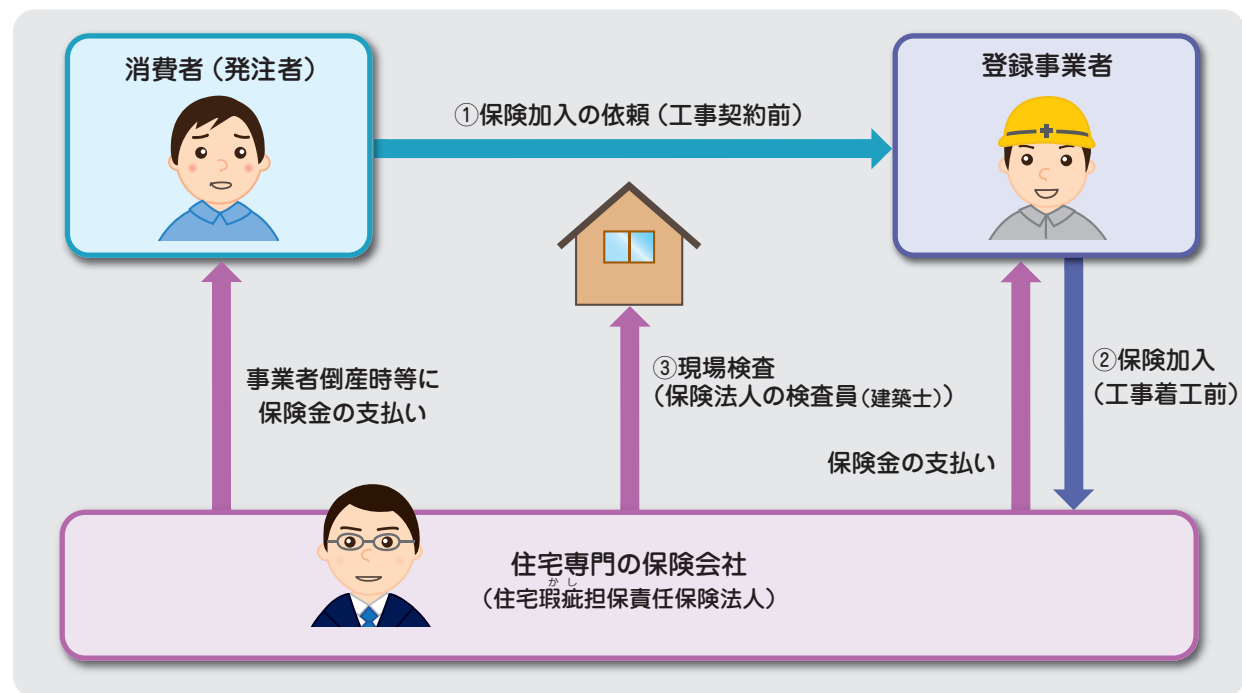 消費者（発注者）
登録事業者
①保険加入の依頼（工事契約前）
事業者倒産時等に
保険金の支払い
③現場検査
（保険法人の検査員（建築士））
②保険加入
（工事着工前）
保険金の支払い
住宅専門の保険会社
かし
（住宅瑕疵担保責任保険法人）